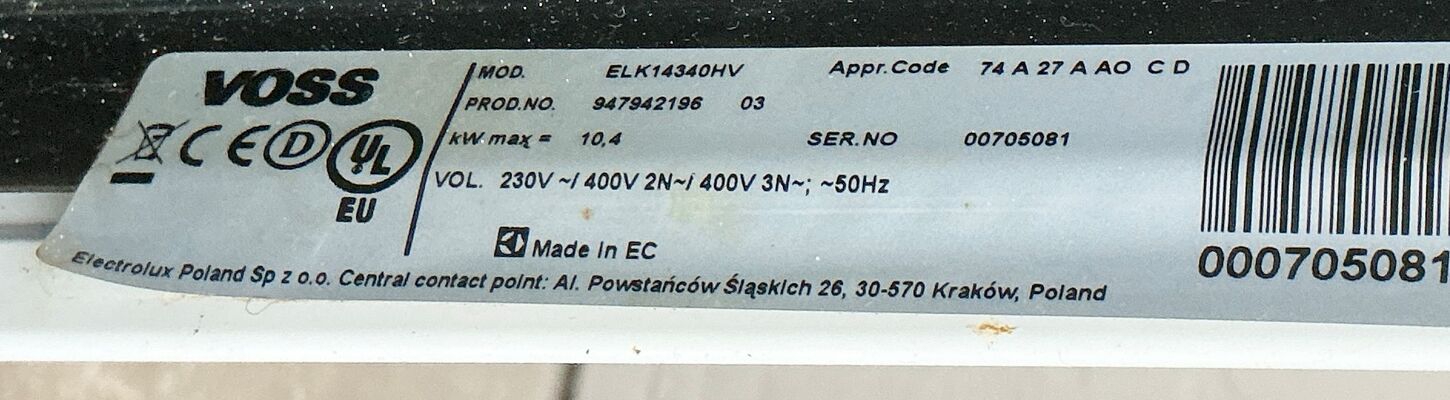 VOSS
CE D UL
EU
MOD. ELK14340HV Appr.Code 74 A 27 A AO C D
PROD.NO. 947942196 03
kW max = 10,4 SER.NO 00705081
VOL. 230V ~/ 400V 2N~/ 400V 3N~; ~50Hz
Made in EC
Electrolux Poland Sp z o.o. Central contact point: Al. Powstańców Śląskich 26, 30-570 Kraków, Poland
000705081